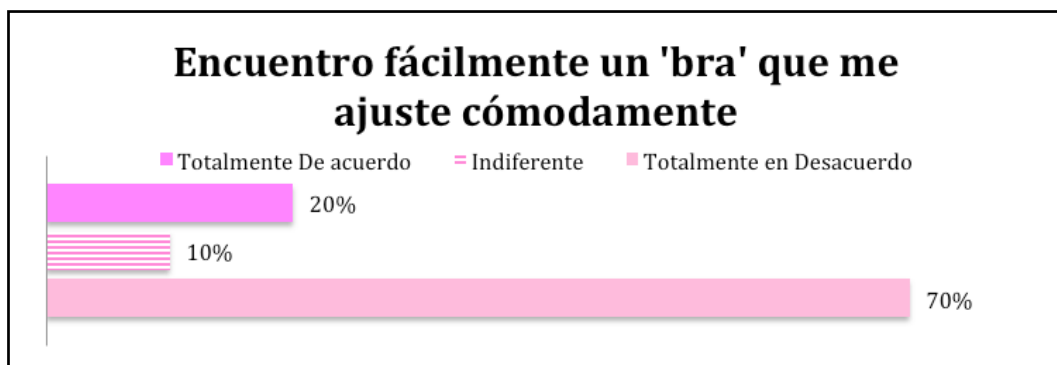 Encuentro fácilmente un 'bra' que me
ajuste cómodamente
Totalmente De acuerdo Indiferente Totalmente en Desacuerdo
20%
10%
70%